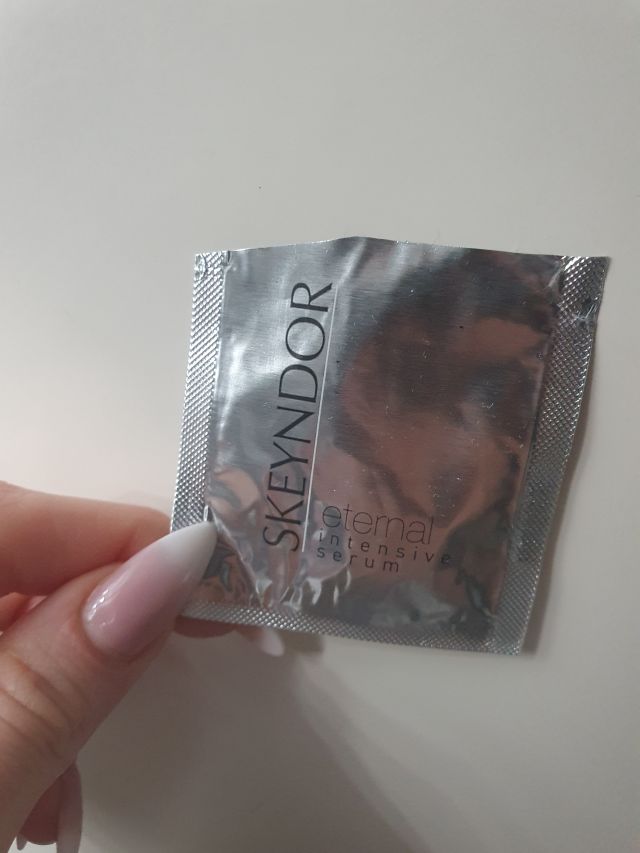 SKEYNDOR
eternal
intensive
serum